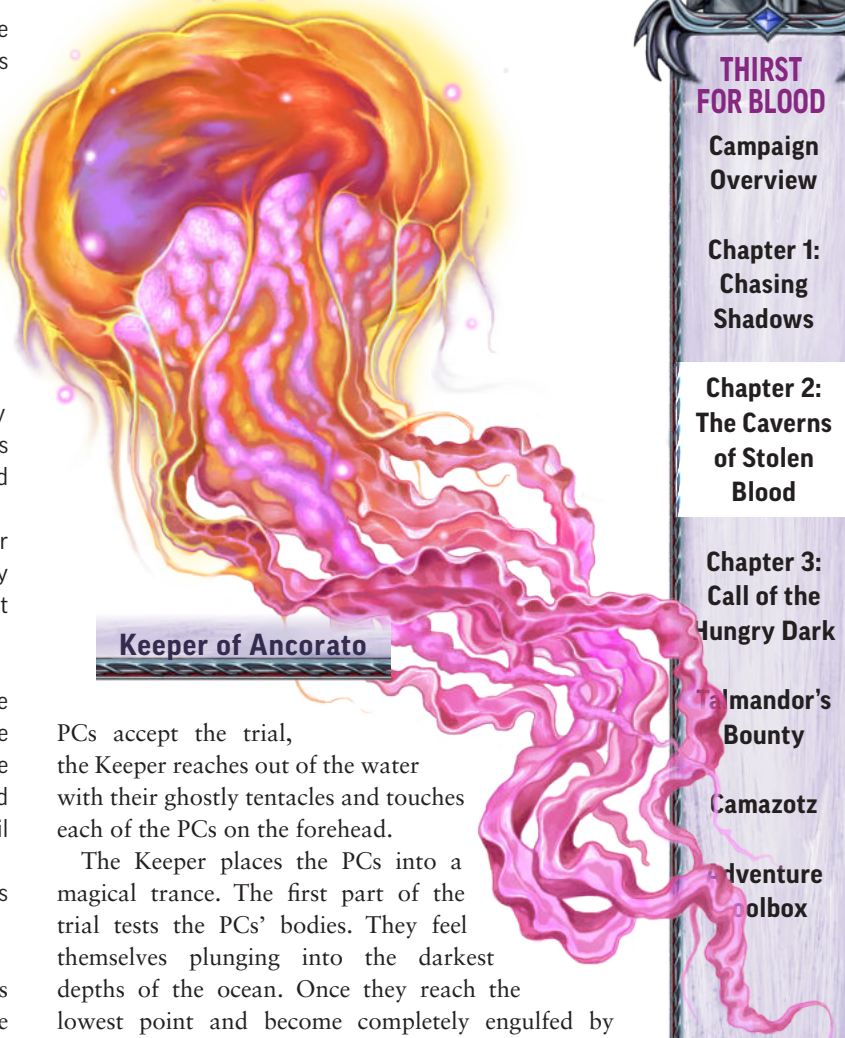 Keeper of Ancorato
PCs accept the trial,
the Keeper reaches out of the water
with their ghostly tentacles and touches
each of the PCs on the forehead.
The Keeper places the PCs into a
magical trance. The first part of the
trial tests the PCs’ bodies. They feel
themselves plunging into the darkest
depths of the ocean. Once they reach the
lowest point and become completely engulfed by
THIRST
FOR BLOOD
Campaign
Overview
Chapter 1:
Chasing
Shadows
Chapter 2:
The Caverns
of Stolen
Blood
Chapter 3:
Call of the
Hungry Dark
Talmandor’s
Bounty
Camazotz
Adventure
Toolbox